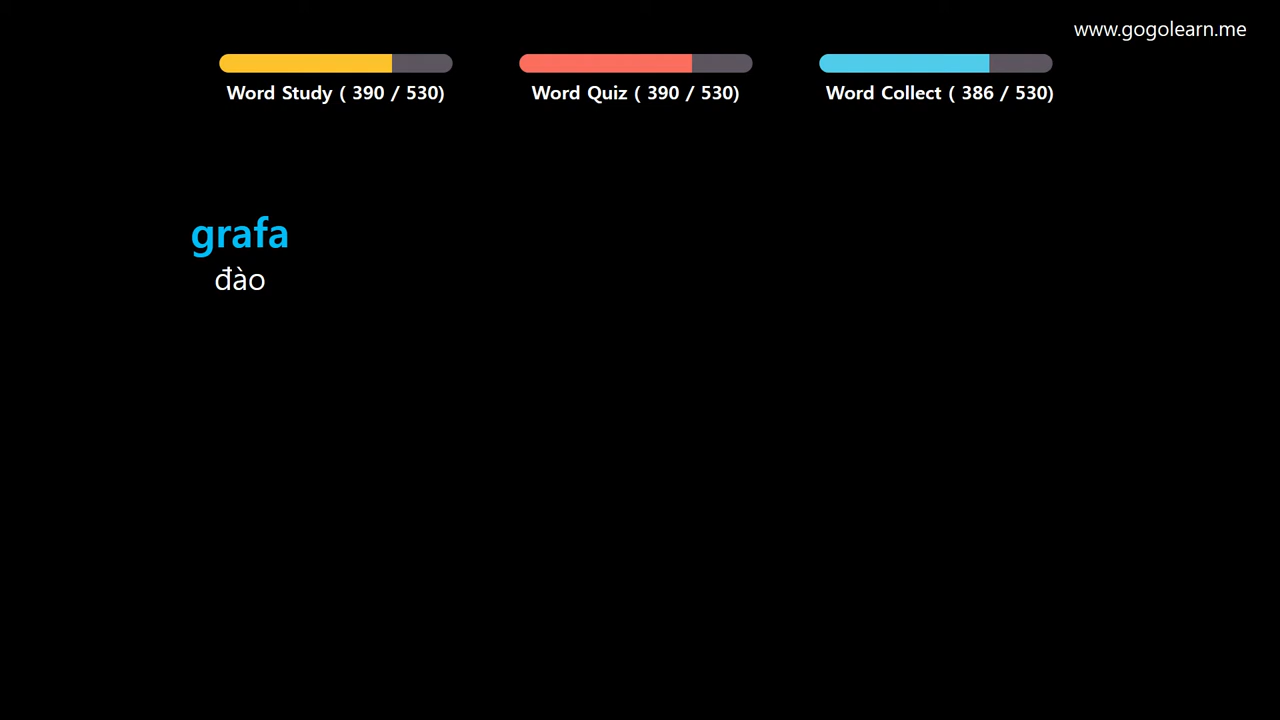 www.gogolearn.me
Word Study ( 390 / 530)
Word Quiz ( 390 / 530)
Word Collect ( 386 / 530)
grafa
đào